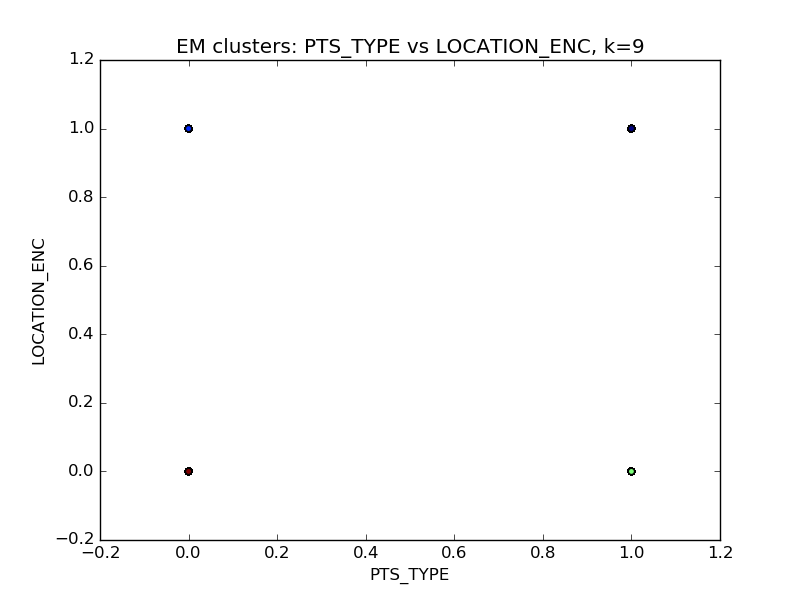 EM clusters: PTS_TYPE vs LOCATION_ENC, k=9
1.2
1.0
0.8
0.6
0.4
0.2
0.0
−0.2
LOCATION_ENC
−0.2 0.0 0.2 0.4 0.6 0.8 1.0 1.2
PTS_TYPE